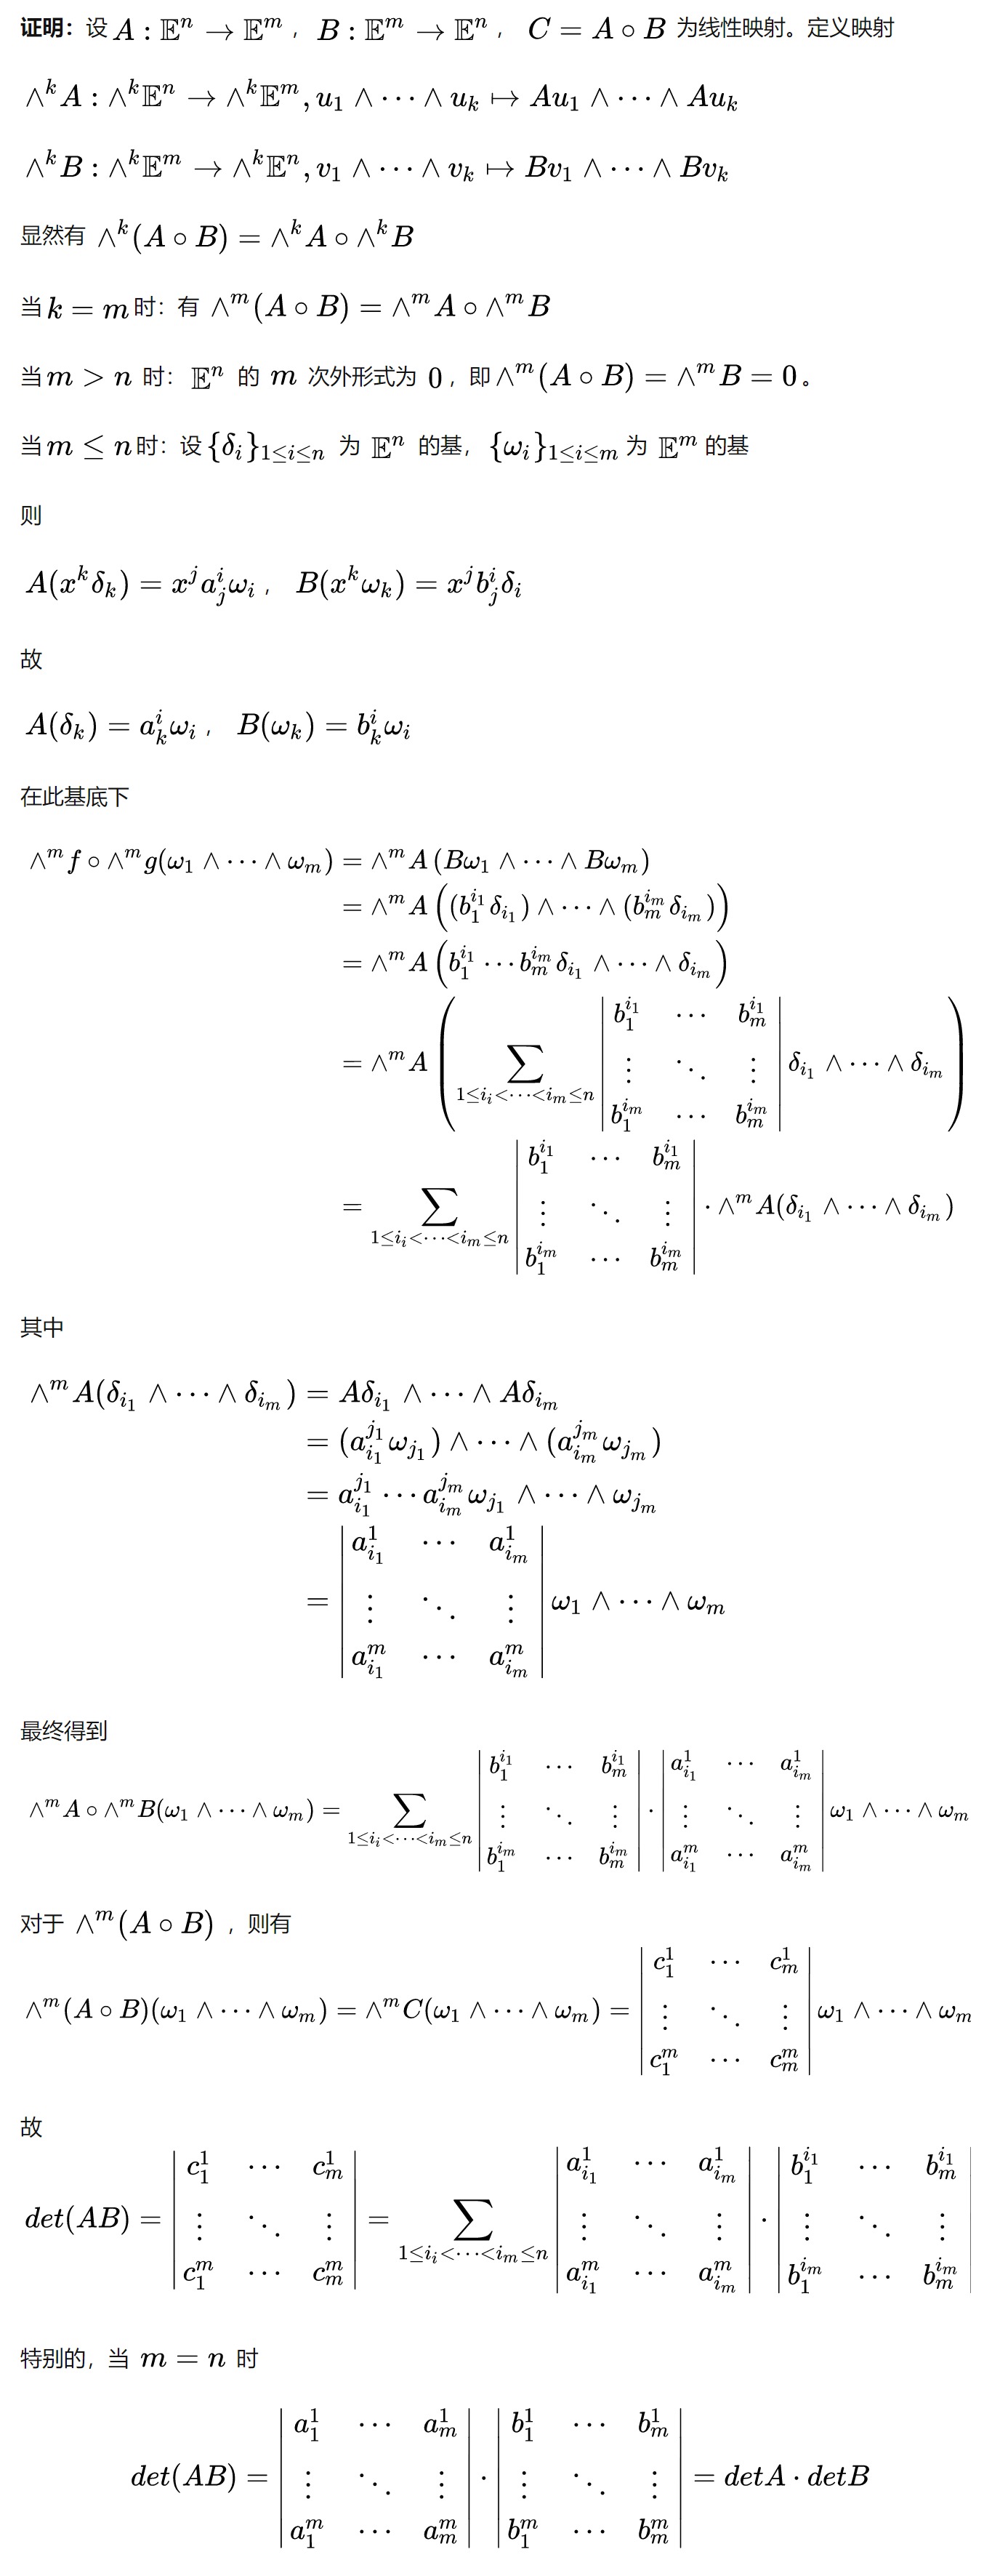 证明：设 $A:\mathbb{E}^n \to \mathbb{E}^m$， $B:\mathbb{E}^m \to \mathbb{E}^n$， $C = A \circ B$ 为线性映射。定义映射
$\wedge^k A : \wedge^k \mathbb{E}^n \to \wedge^k \mathbb{E}^m, u_1 \wedge \cdots \wedge u_k \mapsto Au_1 \wedge \cdots \wedge Au_k$
$\wedge^k B : \wedge^k \mathbb{E}^m \to \wedge^k \mathbb{E}^n, v_1 \wedge \cdots \wedge v_k \mapsto Bv_1 \wedge \cdots \wedge Bv_k$
显然有 $\wedge^k (A \circ B) = \wedge^k A \circ \wedge^k B$
当 $k = m$ 时：有 $\wedge^m (A \circ B) = \wedge^m A \circ \wedge^m B$
当 $m > n$ 时： $\mathbb{E}^n$ 的 $m$ 次外形式为 $0$，即 $\wedge^m (A \circ B) = \wedge^m B = 0$。
当 $m \leq n$ 时：设 $\{\delta_i\}_{1 \leq i \leq n}$ 为 $\mathbb{E}^n$ 的基， $\{\omega_i\}_{1 \leq i \leq m}$ 为 $\mathbb{E}^m$ 的基
则
$A(x^k \delta_k) = x^j a^i_j \omega_i$， $B(x^k \omega_k) = x^j b^i_j \delta_i$
故
$A(\delta_k) = a^i_k \omega_i$， $B(\omega_k) = b^i_k \omega_i$
在此基底下
$\wedge^m f \circ \wedge^m g(\omega_1 \wedge \cdots \wedge \omega_m) = \wedge^m A (B\omega_1 \wedge \cdots \wedge B\omega_m)$
$= \wedge^m A \left( (b^{i_1}_1 \delta_{i_1}) \wedge \cdots \wedge (b^{i_m}_m \delta_{i_m}) \right)$
$= \wedge^m A \left( b^{i_1}_1 \cdots b^{i_m}_m \delta_{i_1} \wedge \cdots \wedge \delta_{i_m} \right)$
$= \wedge^m A \left( \sum_{1 \leq i_i < \cdots < i_m \leq n} \begin{vmatrix} b^{i_1}_1 & \cdots & b^{i_1}_m \\ \vdots & \ddots & \vdots \\ b^{i_m}_1 & \cdots & b^{i_m}_m \end{vmatrix} \delta_{i_1} \wedge \cdots \wedge \delta_{i_m} \right)$
$= \sum_{1 \leq i_i < \cdots < i_m \leq n} \begin{vmatrix} b^{i_1}_1 & \cdots & b^{i_1}_m \\ \vdots & \ddots & \vdots \\ b^{i_m}_1 & \cdots & b^{i_m}_m \end{vmatrix} \cdot \wedge^m A(\delta_{i_1} \wedge \cdots \wedge \delta_{i_m})$
其中
$\wedge^m A(\delta_{i_1} \wedge \cdots \wedge \delta_{i_m}) = A\delta_{i_1} \wedge \cdots \wedge A\delta_{i_m}$
$= (a^{j_1}_{i_1} \omega_{j_1}) \wedge \cdots \wedge (a^{j_m}_{i_m} \omega_{j_m})$
$= a^{j_1}_{i_1} \cdots a^{j_m}_{i_m} \omega_{j_1} \wedge \cdots \wedge \omega_{j_m}$
$= \begin{vmatrix} a^1_{i_1} & \cdots & a^1_{i_m} \\ \vdots & \ddots & \vdots \\ a^m_{i_1} & \cdots & a^m_{i_m} \end{vmatrix} \omega_1 \wedge \cdots \wedge \omega_m$
最终得到
$\wedge^m A \circ \wedge^m B(\omega_1 \wedge \cdots \wedge \omega_m) = \sum_{1 \leq i_i < \cdots < i_m \leq n} \begin{vmatrix} b^{i_1}_1 & \cdots & b^{i_1}_m \\ \vdots & \ddots & \vdots \\ b^{i_m}_1 & \cdots & b^{i_m}_m \end{vmatrix} \cdot \begin{vmatrix} a^1_{i_1} & \cdots & a^1_{i_m} \\ \vdots & \ddots & \vdots \\ a^m_{i_1} & \cdots & a^m_{i_m} \end{vmatrix} \omega_1 \wedge \cdots \wedge \omega_m$
对于 $\wedge^m (A \circ B)$ ，则有
$\wedge^m (A \circ B)(\omega_1 \wedge \cdots \wedge \omega_m) = \wedge^m C(\omega_1 \wedge \cdots \wedge \omega_m) = \begin{vmatrix} c^1_1 & \cdots & c^1_m \\ \vdots & \ddots & \vdots \\ c^m_1 & \cdots & c^m_m \end{vmatrix} \omega_1 \wedge \cdots \wedge \omega_m$
故
$det(AB) = \begin{vmatrix} c^1_1 & \cdots & c^1_m \\ \vdots & \ddots & \vdots \\ c^m_1 & \cdots & c^m_m \end{vmatrix} = \sum_{1 \leq i_i < \cdots < i_m \leq n} \begin{vmatrix} a^1_{i_1} & \cdots & a^1_{i_m} \\ \vdots & \ddots & \vdots \\ a^m_{i_1} & \cdots & a^m_{i_m} \end{vmatrix} \cdot \begin{vmatrix} b^{i_1}_1 & \cdots & b^{i_1}_m \\ \vdots & \ddots & \vdots \\ b^{i_m}_1 & \cdots & b^{i_m}_m \end{vmatrix}$
特别的，当 $m = n$ 时
$det(AB) = \begin{vmatrix} a^1_1 & \cdots & a^1_m \\ \vdots & \ddots & \vdots \\ a^m_1 & \cdots & a^m_m \end{vmatrix} \cdot \begin{vmatrix} b^1_1 & \cdots & b^1_m \\ \vdots & \ddots & \vdots \\ b^m_1 & \cdots & b^m_m \end{vmatrix} = detA \cdot detB$